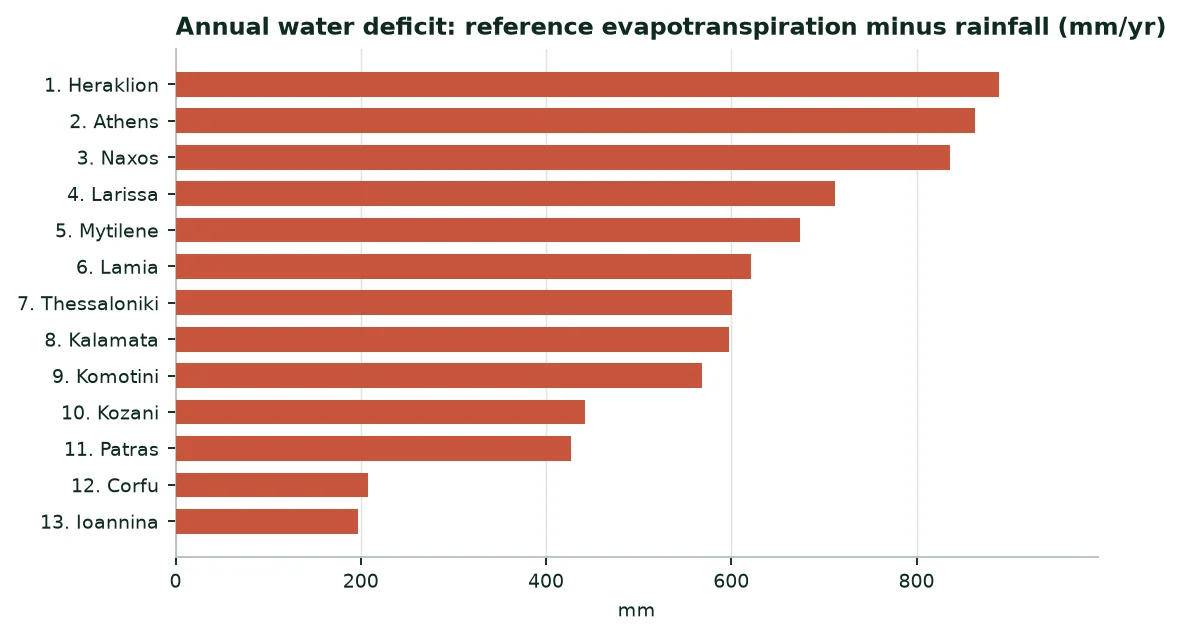 Annual water deficit: reference evapotranspiration minus rainfall (mm/yr)
1. Heraklion
2. Athens
3. Naxos
4. Larissa
5. Mytilene
6. Lamia
7. Thessaloniki
8. Kalamata
9. Komotini
10. Kozani
11. Patras
12. Corfu
13. Ioannina
0 200 400 600 800
mm